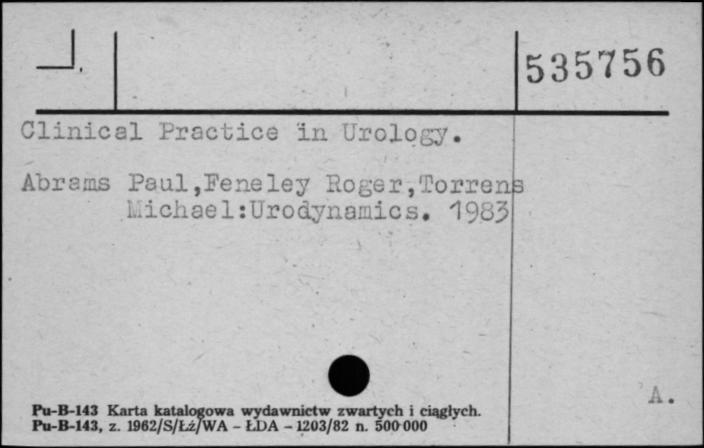 535756
Clinical Practice in Urology.
Abrams Paul,Feneley Roger,Torrens
Michael:Urodynamics. 1983
A.
Pu-B-143 Karta katalogowa wydawnictw zwartych i ciągłych.
Pu-B-143, z. 1962/S/Łź/WA - ŁDA - 1203/82 n. 500 000